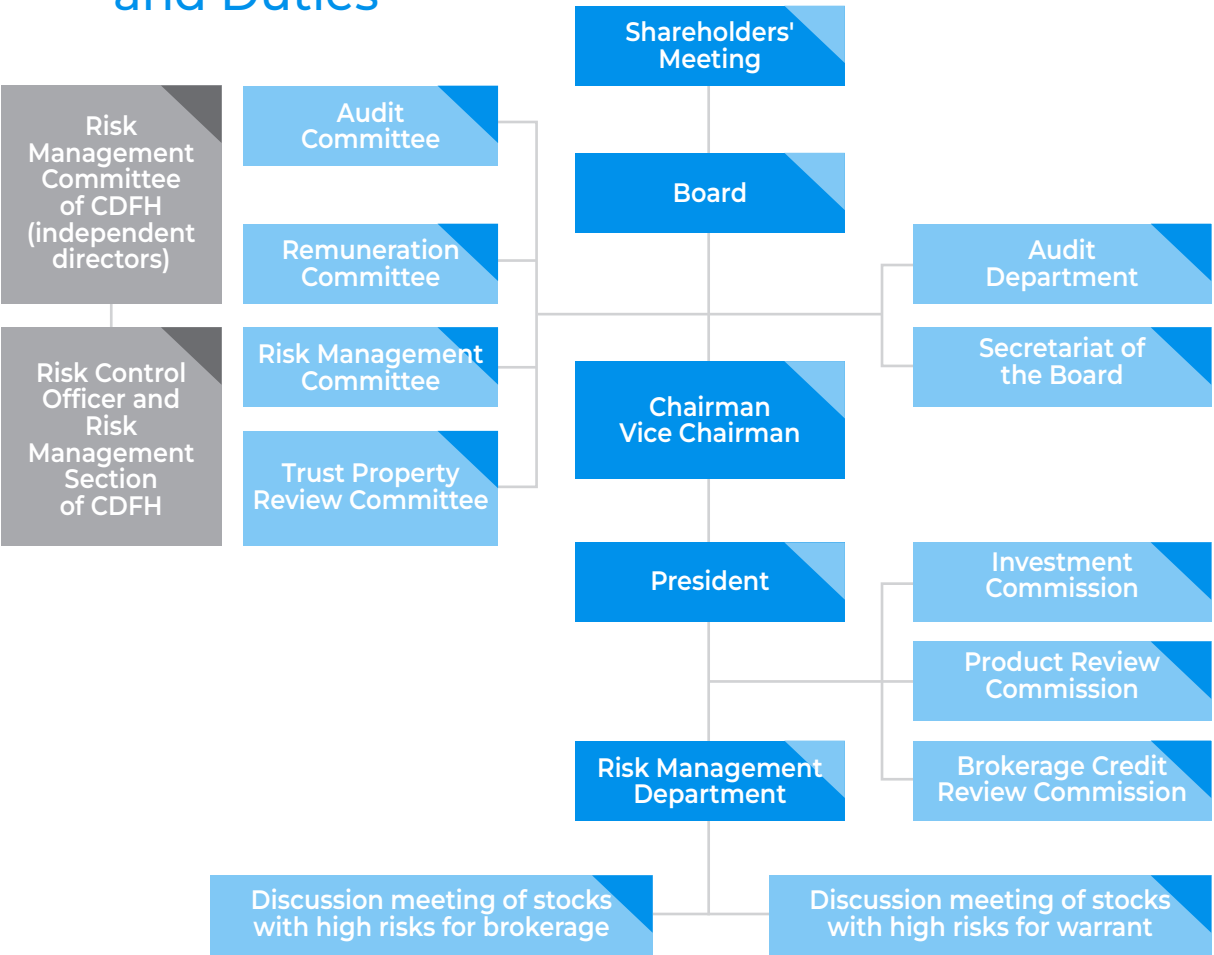 and Duties
Shareholders'
Meeting
Risk
Management
Committee
of CDFH
(independent
directors)
Audit
Committee
Board
Remuneration
Committee
Audit
Department
Risk Management
Committee
Secretariat of
the Board
Risk Control
Officer and
Risk
Management
Section
of CDFH
Chairman
Vice Chairman
Trust Property
Review Committee
President
Investment
Commission
Product Review
Commission
Risk Management
Department
Brokerage Credit
Review Commission
Discussion meeting of stocks
with high risks for brokerage
Discussion meeting of stocks
with high risks for warrant